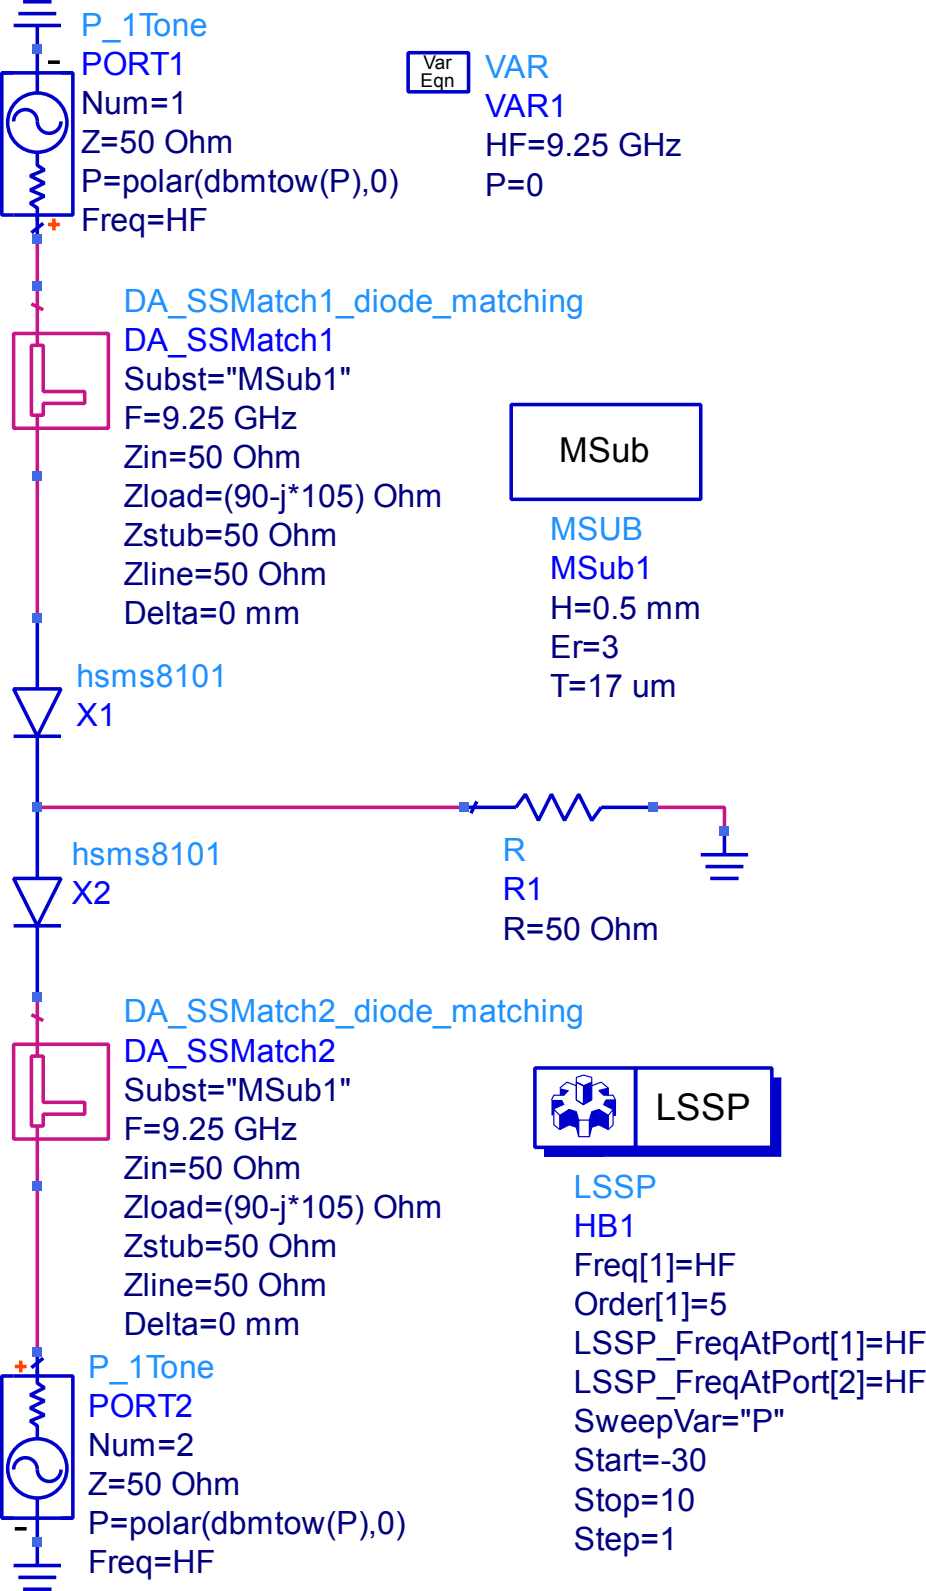 P_1Tone
PORT1
Num=1
Z=50 Ohm
P=polar(dbmtow(P),0)
Freq=HF
Var
Eqn
VAR
VAR1
HF=9.25 GHz
P=0
DA_SSMatch1_diode_matching
DA_SSMatch1
Subst="MSub1"
F=9.25 GHz
Zin=50 Ohm
Zload=(90-j*105) Ohm
Zstub=50 Ohm
Zline=50 Ohm
Delta=0 mm
MSub
MSUB
MSub1
H=0.5 mm
Er=3
T=17 um
hsms8101
X1
hsms8101
X2
R
R1
R=50 Ohm
DA_SSMatch2_diode_matching
DA_SSMatch2
Subst="MSub1"
F=9.25 GHz
Zin=50 Ohm
Zload=(90-j*105) Ohm
Zstub=50 Ohm
Zline=50 Ohm
Delta=0 mm
LSSP
LSSP
HB1
Freq[1]=HF
Order[1]=5
LSSP_FreqAtPort[1]=HF
LSSP_FreqAtPort[2]=HF
SweepVar="P"
Start=-30
Stop=10
Step=1
P_1Tone
PORT2
Num=2
Z=50 Ohm
P=polar(dbmtow(P),0)
Freq=HF